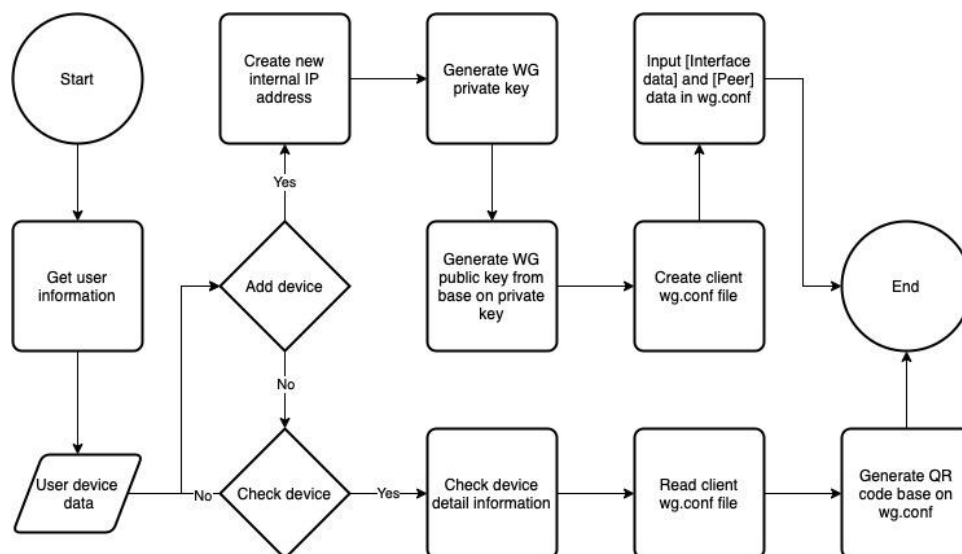 Start
Get user
information
User device
data
Create new
internal IP
address
Yes
Add device
No
Check device
No
Yes
Generate WG
private key
Generate WG
public key from
base on private
key
Create client
wg.conf file
Input [Interface
data] and [Peer]
data in wg.conf
End
Check device
detail information
Read client
wg.conf file
Generate QR
code base on
wg.conf